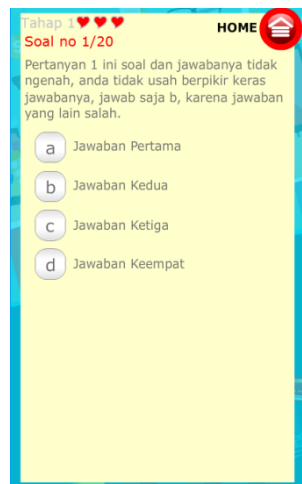 Tahap 1
HOME
Soal no 1/20
Pertanyan 1 ini soal dan jawabanya tidak
ngenah, anda tidak usah berpikir keras
jawabanya, jawab saja b, karena jawaban
yang lain salah.
a Jawaban Pertama
b Jawaban Kedua
c Jawaban Ketiga
d Jawaban Keempat